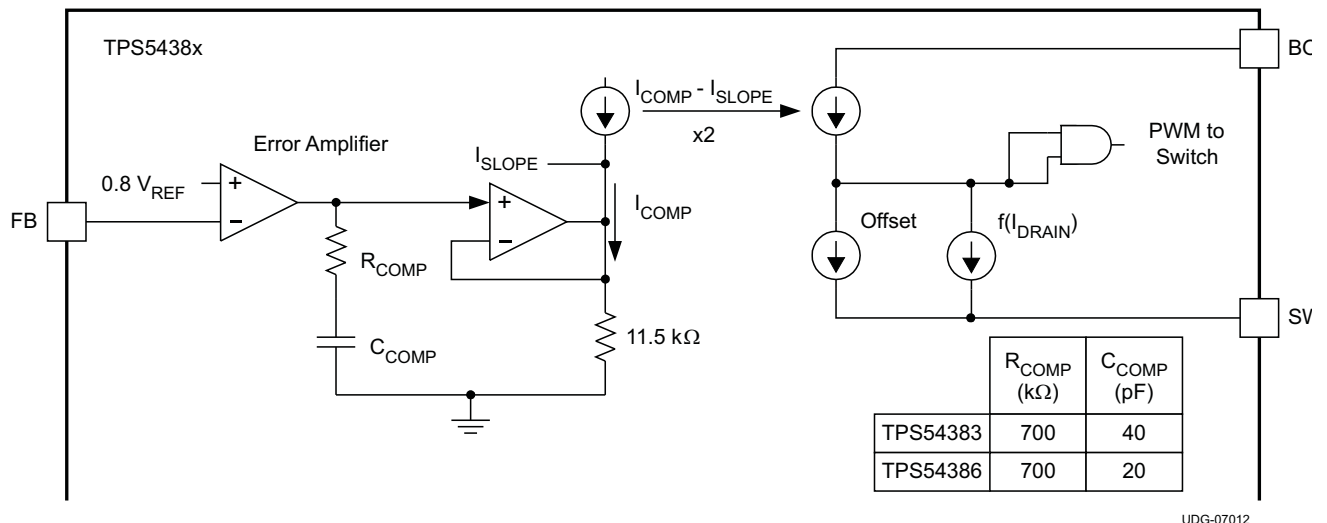 TPS5438x
BC
I_COMP - I_SLOPE
x2
PWM to
Switch
Error Amplifier
I_SLOPE
0.8 V_REF
+
-
+
-
I_COMP
FB
Offset
f(I_DRAIN)
R_COMP
C_COMP
11.5 kΩ
SW
R_COMP
(kΩ)
C_COMP
(pF)
TPS54383 700 40
TPS54386 700 20
UDG-07012